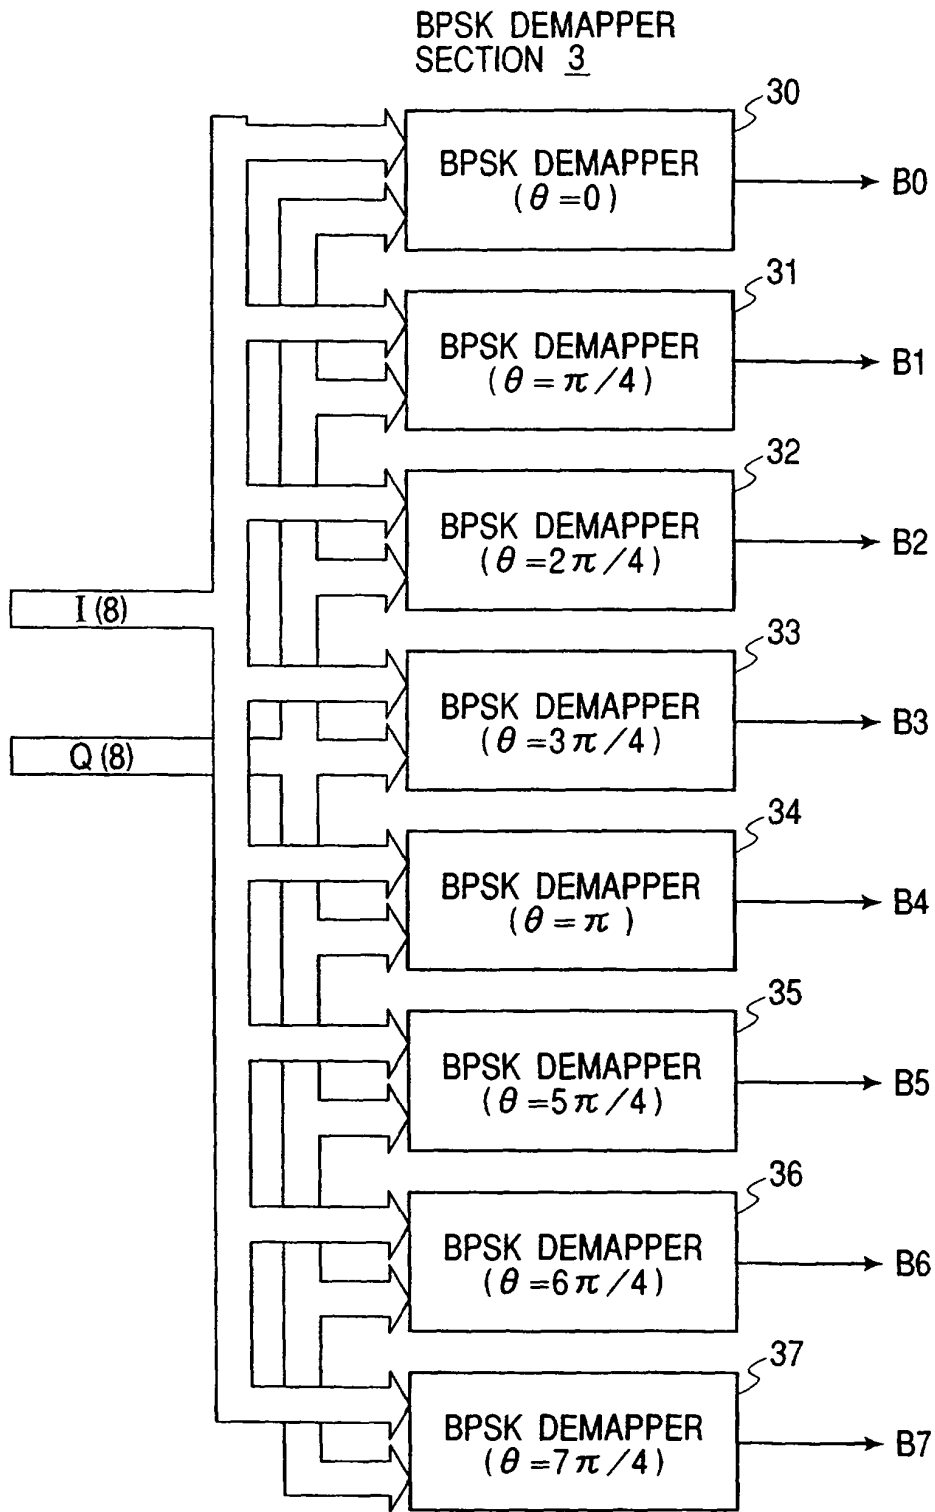 BPSK DEMAPPER
SECTION 3
30
BPSK DEMAPPER
(θ=0)
B0
31
BPSK DEMAPPER
(θ=π/4)
B1
32
BPSK DEMAPPER
(θ=2π/4)
B2
I(8)
33
BPSK DEMAPPER
(θ=3π/4)
B3
Q(8)
34
BPSK DEMAPPER
(θ=π)
B4
35
BPSK DEMAPPER
(θ=5π/4)
B5
36
BPSK DEMAPPER
(θ=6π/4)
B6
37
BPSK DEMAPPER
(θ=7π/4)
B7